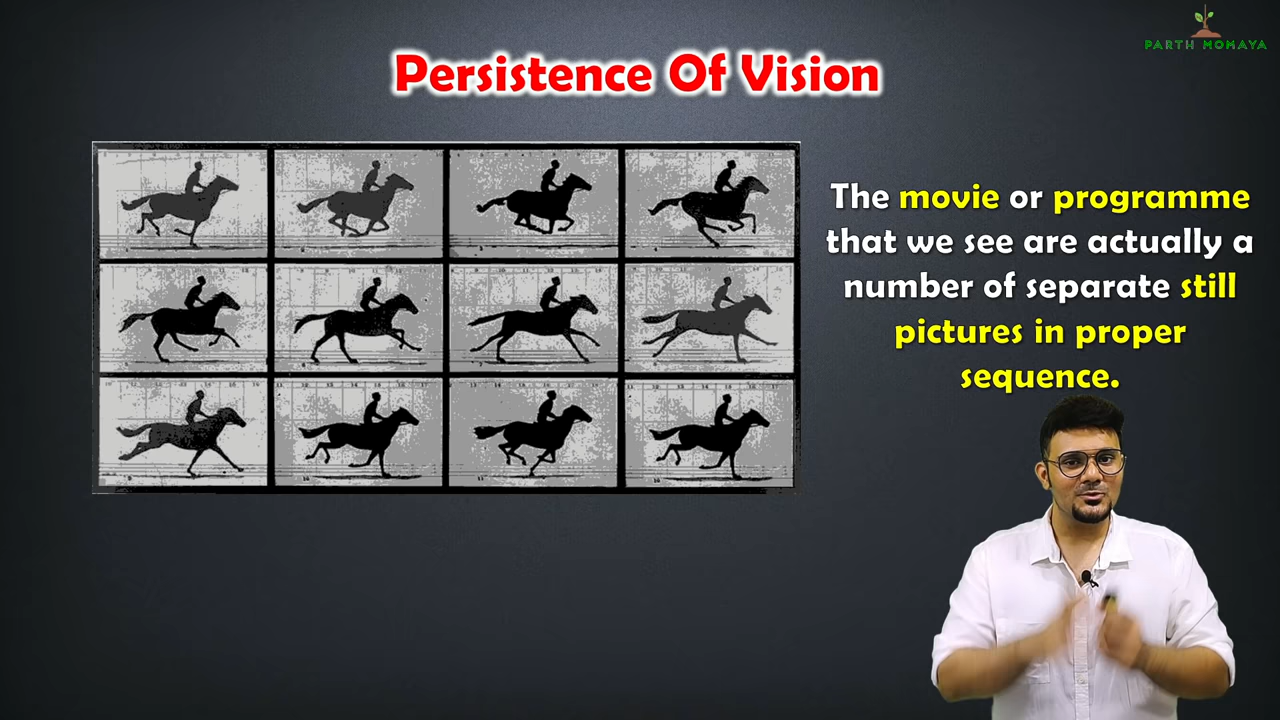 PARTH MOMAYA
Persistence Of Vision
The movie or programme
that we see are actually a
number of separate still
pictures in proper
sequence.